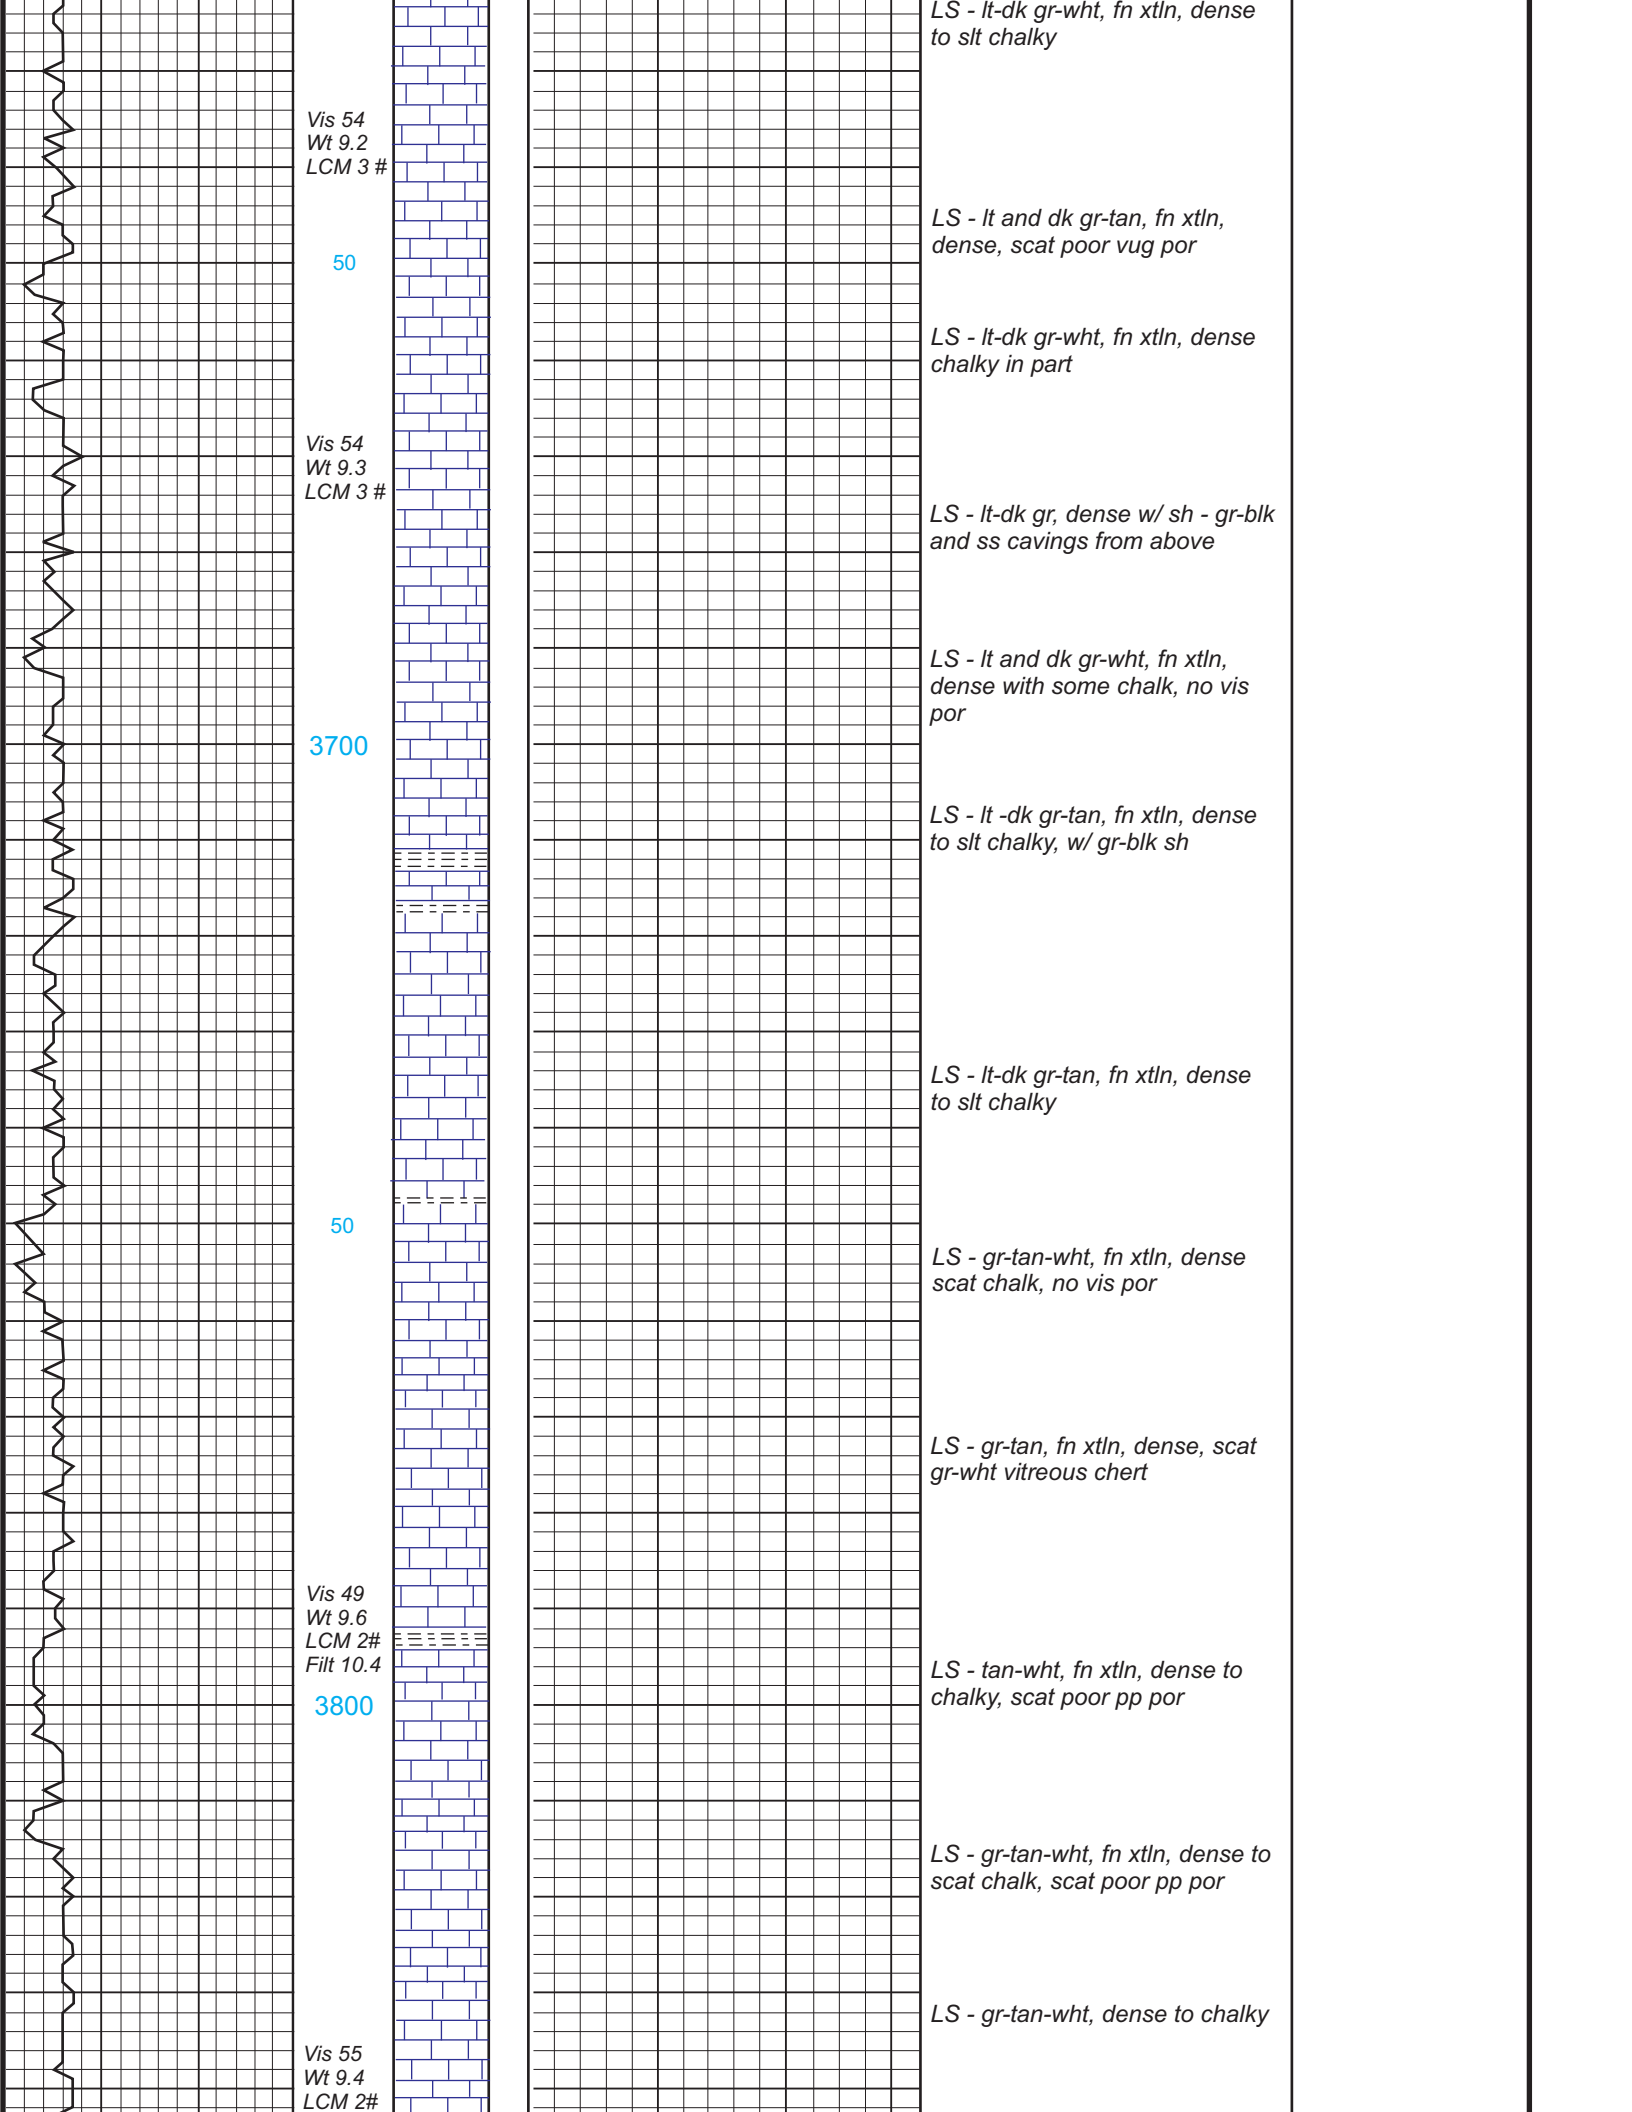 LS - lt-dk gr-wht, fn xtln, dense
to slt chalky
Vis 54
Wt 9.2
LCM 3 #
LS - lt and dk gr-tan, fn xtln,
dense, scat poor vug por
50
LS - lt-dk gr-wht, fn xtln, dense
chalky in part
Vis 54
Wt 9.3
LCM 3 #
LS - lt-dk gr, dense w/ sh - gr-blk
and ss cavings from above
LS - lt and dk gr-wht, fn xtln,
dense with some chalk, no vis
por
3700
LS - lt -dk gr-tan, fn xtln, dense
to slt chalky, w/ gr-blk sh
LS - lt-dk gr-tan, fn xtln, dense
to slt chalky
50
LS - gr-tan-wht, fn xtln, dense
scat chalk, no vis por
LS - gr-tan, fn xtln, dense, scat
gr-wht vitreous chert
Vis 49
Wt 9.6
LCM 2#
Filt 10.4
LS - tan-wht, fn xtln, dense to
chalky, scat poor pp por
3800
LS - gr-tan-wht, fn xtln, dense to
scat chalk, scat poor pp por
LS - gr-tan-wht, dense to chalky
Vis 55
Wt 9.4
LCM 2#